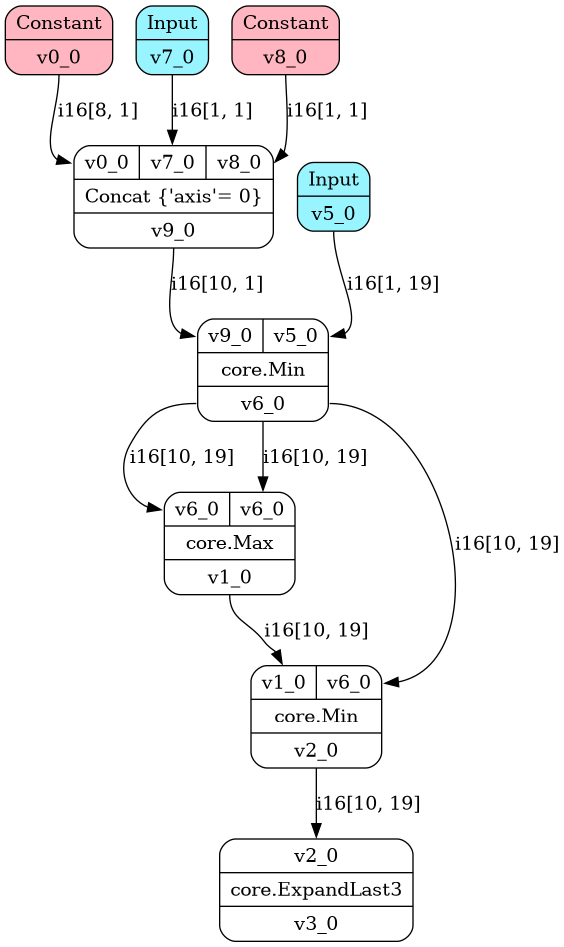 Constant
v0_0
Input
v7_0
Constant
v8_0
i16[8, 1]
i16[1, 1]
i16[1, 1]
v0_0 v7_0 v8_0
Concat {'axis'= 0}
v9_0
Input
v5_0
i16[10, 1]
i16[1, 19]
v9_0 v5_0
core.Min
v6_0
i16[10, 19]
i16[10, 19]
v6_0 v6_0
core.Max
v1_0
i16[10, 19]
i16[10, 19]
v1_0 v6_0
core.Min
v2_0
i16[10, 19]
v2_0
core.ExpandLast3
v3_0